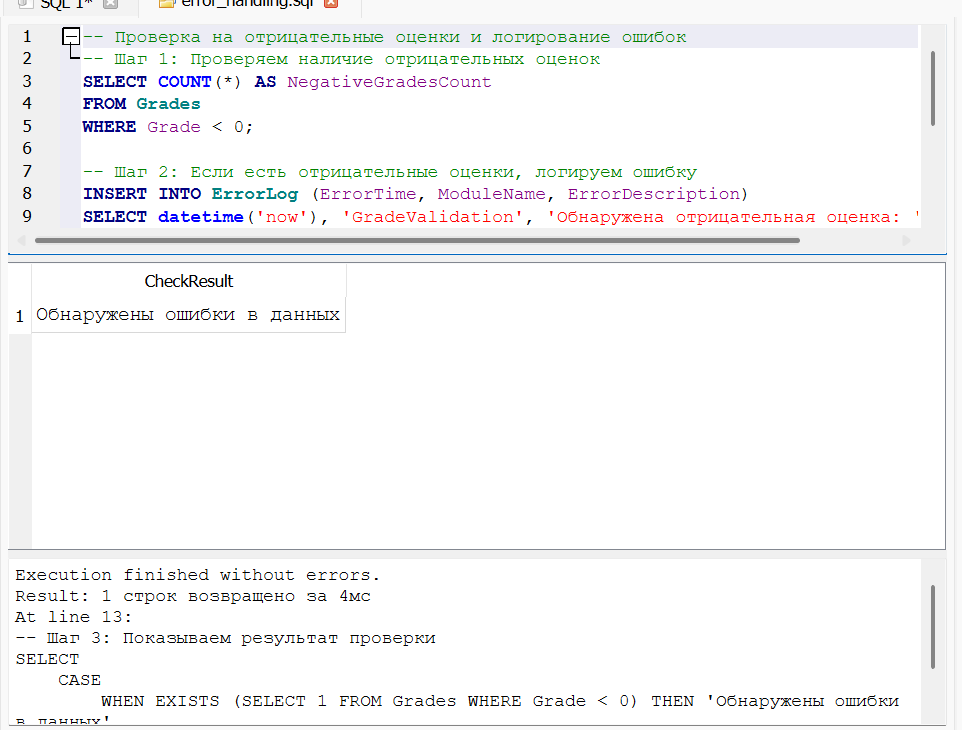 SQL 1*
error_handling.sql
1 -- Проверка на отрицательные оценки и логирование ошибок
2 -- Шаг 1: Проверяем наличие отрицательных оценок
3 SELECT COUNT(*) AS NegativeGradesCount
4 FROM Grades
5 WHERE Grade < 0;
6
7 -- Шаг 2: Если есть отрицательные оценки, логируем ошибку
8 INSERT INTO ErrorLog (ErrorTime, ModuleName, ErrorDescription)
9 SELECT datetime('now'), 'GradeValidation', 'Обнаружена отрицательная оценка: '
CheckResult
1 Обнаружены ошибки в данных
Execution finished without errors.
Result: 1 строк возвращено за 4мс
At line 13:
-- Шаг 3: Показываем результат проверки
SELECT
CASE
WHEN EXISTS (SELECT 1 FROM Grades WHERE Grade < 0) THEN 'Обнаружены ошибки
в данных'